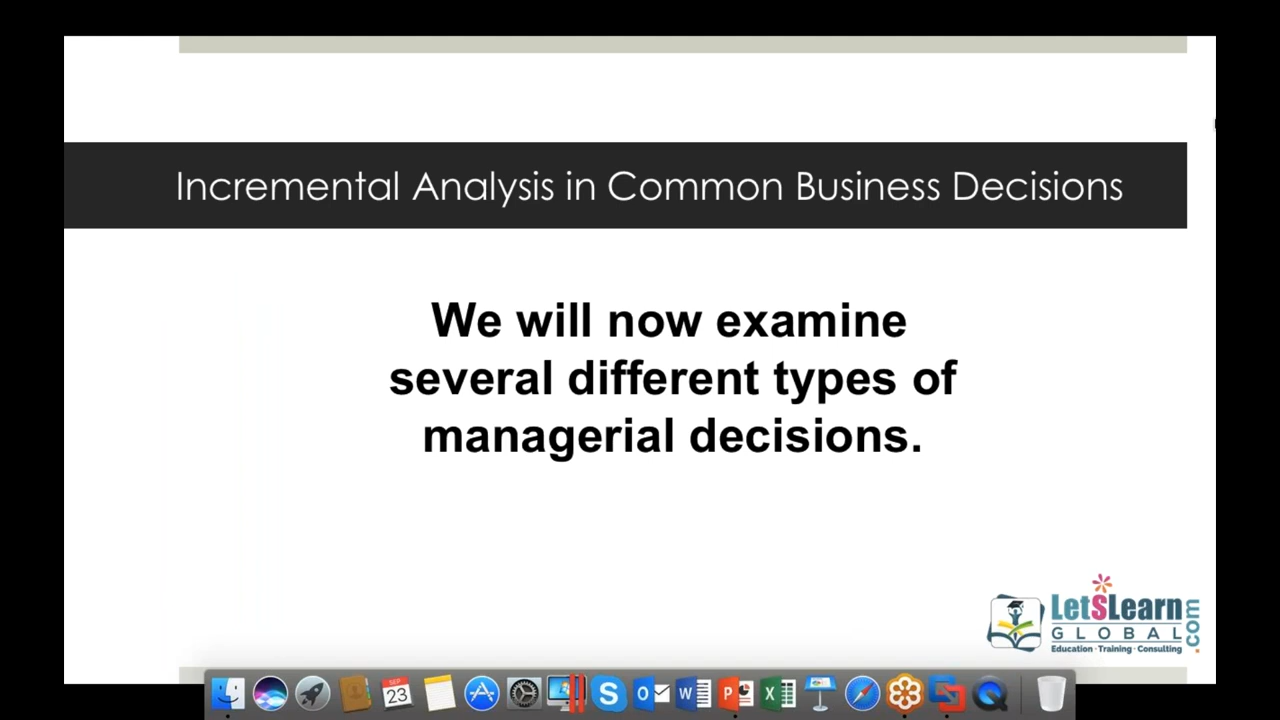 Incremental Analysis in Common Business Decisions
We will now examine
several different types of
managerial decisions.
LetSLearn
GLOBAL
.com
Education · Training · Consulting
SEP
23
S
O
W
P
X